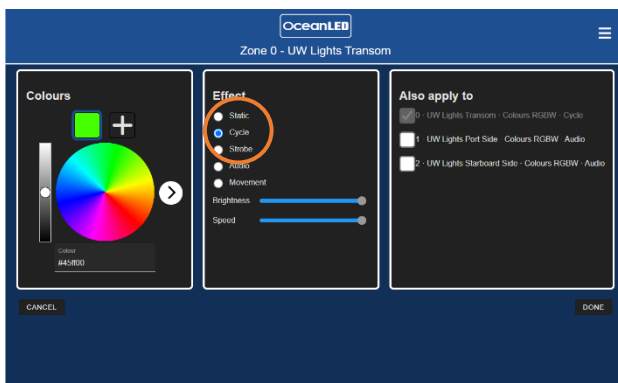 OceanLED
Zone 0 - UW Lights Transom
Colours
Colour
#45ff00
Effect
Static
Cycle
Strobe
Audio
Movement
Brightness
Speed
Also apply to
0 - UW Lights Transom - Colours RGBW - Cycle
1 - UW Lights Port Side - Colours RGBW - Audio
2 - UW Lights Starboard Side - Colours RGBW - Audio
CANCEL
DONE